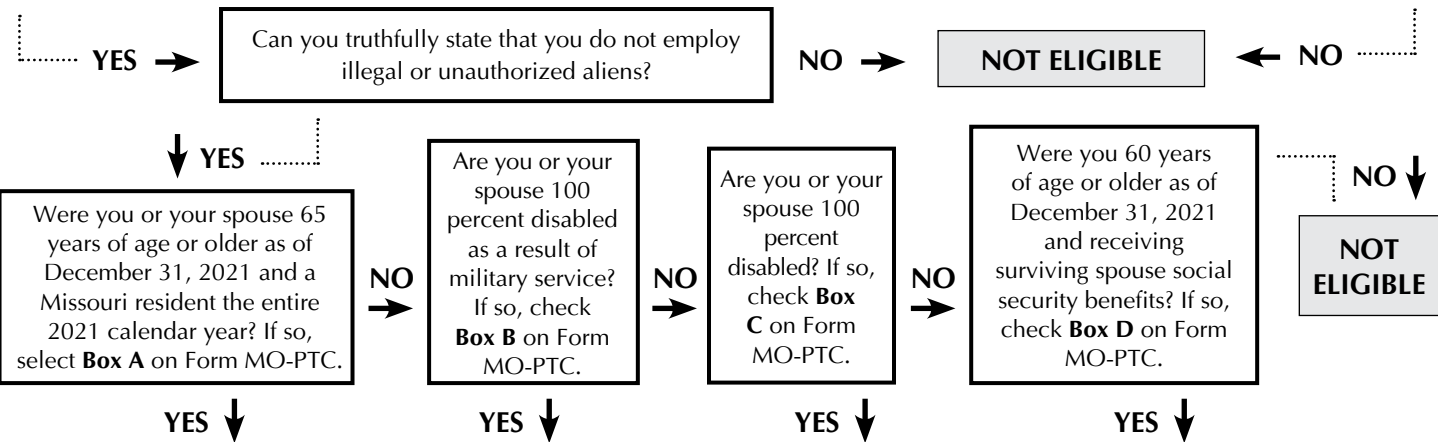 YES
Can you truthfully state that you do not employ
illegal or unauthorized aliens?
NO
NOT ELIGIBLE
NO
YES
Were you or your spouse 65
years of age or older as of
December 31, 2021 and a
Missouri resident the entire
2021 calendar year? If so,
select Box A on Form MO-PTC.
NO
Are you or your
spouse 100
percent disabled
as a result of
military service?
If so, check
Box B on Form
MO-PTC.
NO
Are you or your
spouse 100
percent
disabled? If so,
check Box
C on Form
MO-PTC.
NO
Were you 60 years
of age or older as of
December 31, 2021
and receiving
surviving spouse social
security benefits? If so,
check Box D on Form
MO-PTC.
NO
NOT
ELIGIBLE
YES
YES
YES
YES